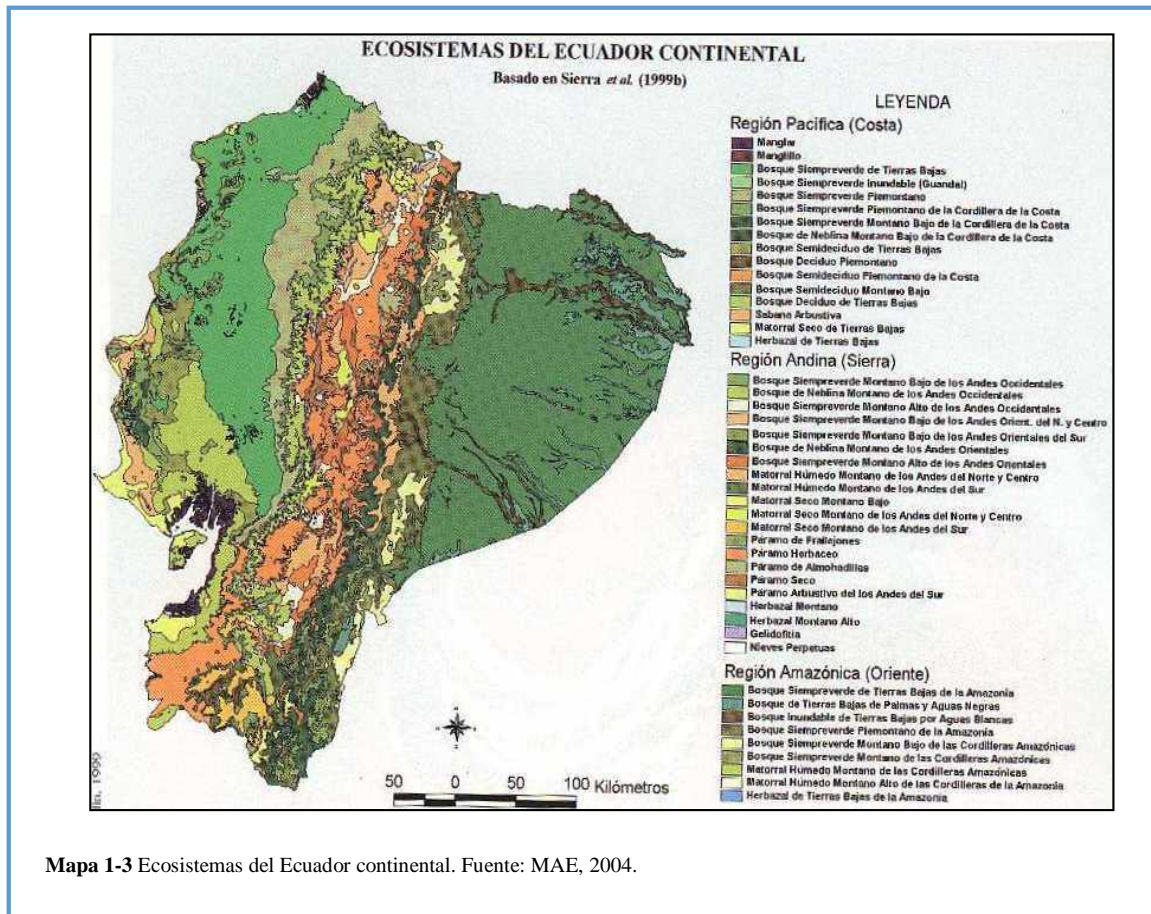 ECOSISTEMAS DEL ECUADOR CONTINENTAL
Basado en Sierra et al. (1999b)
LEYENDA
Región Pacífica (Costa)
Manglar
Manglillo
Bosque Siempreverde de Tierras Bajas
Bosque Siempreverde Inundable (Guandal)
Bosque Siempreverde Piemontano
Bosque Siempreverde Piemontano de la Cordillera de la Costa
Bosque Siempreverde Montano Bajo de la Cordillera de la Costa
Bosque de Neblina Montano Bajo de la Cordillera de la Costa
Bosque Semideciduo de Tierras Bajas
Bosque Deciduo Piemontano
Bosque Semideciduo Piemontano de la Costa
Bosque Semideciduo Montano Bajo
Bosque Deciduo de Tierras Bajas
Sabana Arbustiva
Matorral Seco de Tierras Bajas
Herbazal de Tierras Bajas
Región Andina (Sierra)
Bosque Siempreverde Montano Bajo de los Andes Occidentales
Bosque de Neblina Montano de los Andes Occidentales
Bosque Siempreverde Montano Alto de los Andes Occidentales
Bosque Siempreverde Montano Bajo de los Andes Orient. del N. y Centro
Bosque Siempreverde Montano Bajo de los Andes Orientales del Sur
Bosque de Neblina Montano de los Andes Orientales
Bosque Siempreverde Montano Alto de los Andes Orientales
Matorral Húmedo Montano de los Andes del Norte y Centro
Matorral Húmedo Montano de los Andes del Sur
Matorral Seco Montano Bajo
Matorral Seco Montano de los Andes del Norte y Centro
Matorral Seco Montano de los Andes del Sur
Páramo de Frailejones
Páramo Herbaceo
Páramo de Almohadillas
Páramo Seco
Páramo Arbustivo del los Andes del Sur
Herbazal Montano
Herbazal Montano Alto
Gelidofitia
Nieves Perpetuas
Región Amazónica (Oriente)
Bosque Siempreverde de Tierras Bajas de la Amazonía
Bosque de Tierras Bajas de Palmas y Aguas Negras
Bosque Inundable de Tierras Bajas por Aguas Blancas
Bosque Siempreverde Piemontano de la Amazonía
Bosque Siempreverde Montano Bajo de las Cordilleras Amazónicas
Bosque Siempreverde Montano de las Cordilleras Amazónicas
Matorral Húmedo Montano de las Cordilleras Amazónicas
Matorral Húmedo Montano Alto de las Cordilleras de la Amazonía
Herbazal de Tierras Bajas de la Amazonía
50 0 50 100 Kilómetros
1999
Mapa 1-3 Ecosistemas del Ecuador continental. Fuente: MAE, 2004.